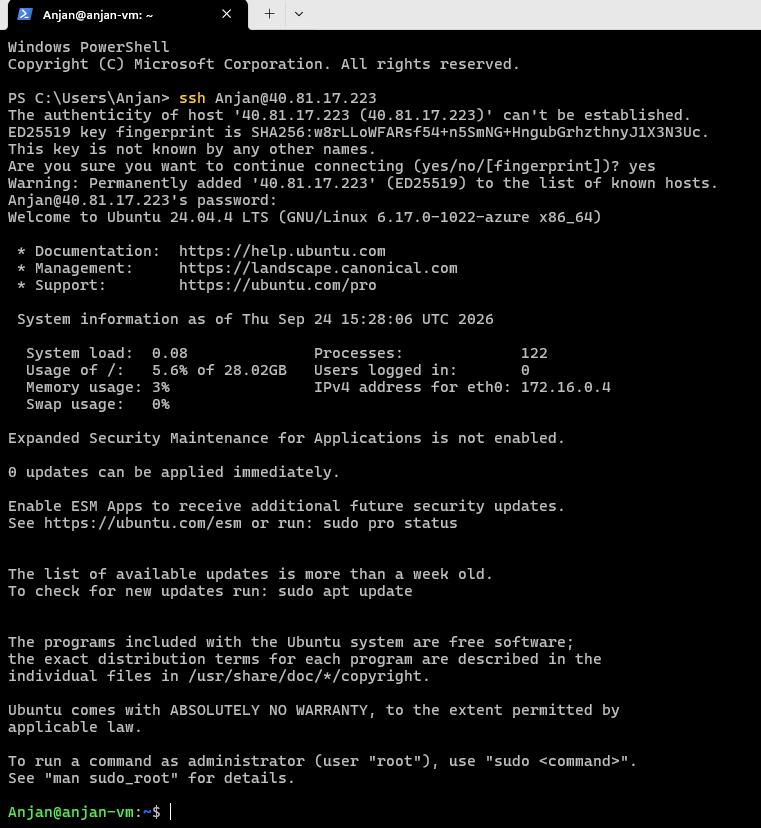 Anjan@anjan-vm: ~
Windows PowerShell
Copyright (C) Microsoft Corporation. All rights reserved.
PS C:\Users\Anjan> ssh Anjan@40.81.17.223
The authenticity of host '40.81.17.223 (40.81.17.223)' can't be established.
ED25519 key fingerprint is SHA256:w8rLLoWFARsf54+n5SmNG+HngubGrhzthnyJ1X3N3Uc.
This key is not known by any other names.
Are you sure you want to continue connecting (yes/no/[fingerprint])? yes
Warning: Permanently added '40.81.17.223' (ED25519) to the list of known hosts.
Anjan@40.81.17.223's password:
Welcome to Ubuntu 24.04.4 LTS (GNU/Linux 6.17.0-1022-azure x86_64)
 * Documentation:  https://help.ubuntu.com
 * Management:     https://landscape.canonical.com
 * Support:        https://ubuntu.com/pro
 System information as of Thu Sep 24 15:28:06 UTC 2026
  System load:  0.08              Processes:             122
  Usage of /:   5.6% of 28.02GB   Users logged in:       0
  Memory usage: 3%                IPv4 address for eth0: 172.16.0.4
  Swap usage:   0%
Expanded Security Maintenance for Applications is not enabled.
0 updates can be applied immediately.
Enable ESM Apps to receive additional future security updates.
See https://ubuntu.com/esm or run: sudo pro status
The list of available updates is more than a week old.
To check for new updates run: sudo apt update
The programs included with the Ubuntu system are free software;
the exact distribution terms for each program are described in the
individual files in /usr/share/doc/*/copyright.
Ubuntu comes with ABSOLUTELY NO WARRANTY, to the extent permitted by
applicable law.
To run a command as administrator (user "root"), use "sudo <command>".
See "man sudo_root" for details.
Anjan@anjan-vm:~$